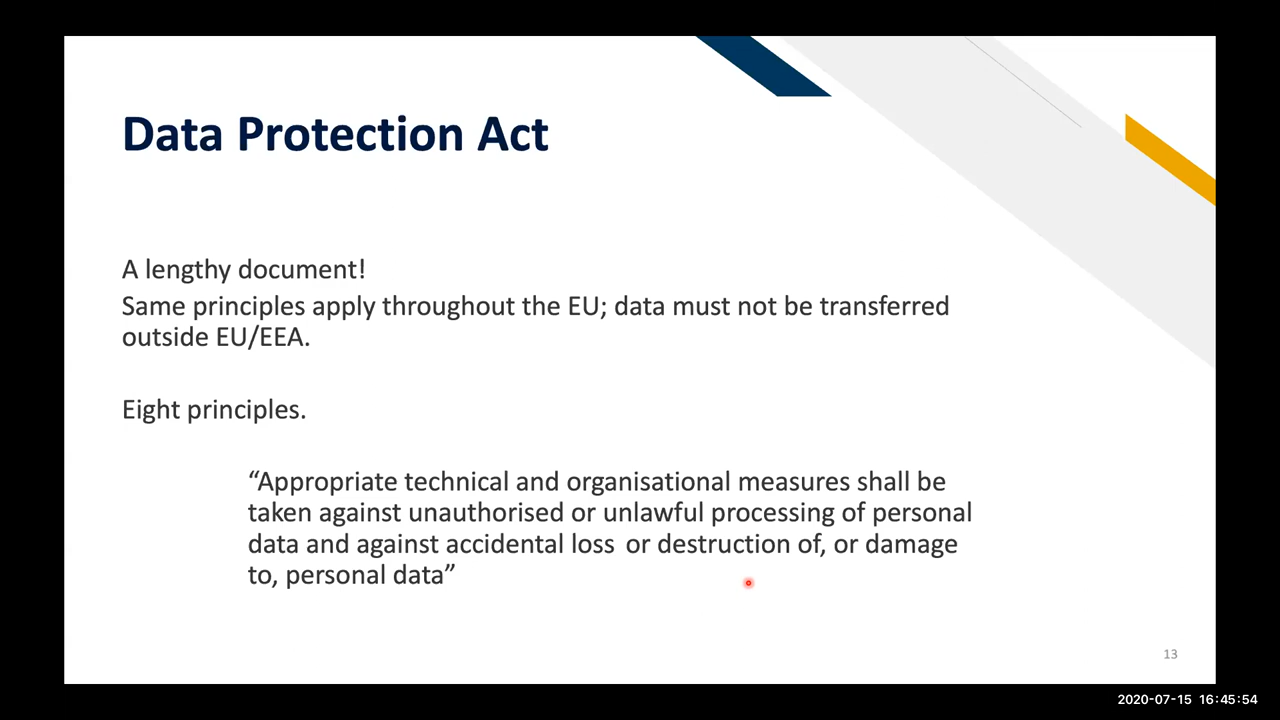 Data Protection Act
A lengthy document!
Same principles apply throughout the EU; data must not be transferred
outside EU/EEA.
Eight principles.
“Appropriate technical and organisational measures shall be
taken against unauthorised or unlawful processing of personal
data and against accidental loss or destruction of, or damage
to, personal data”
13
2020-07-15 16:45:54